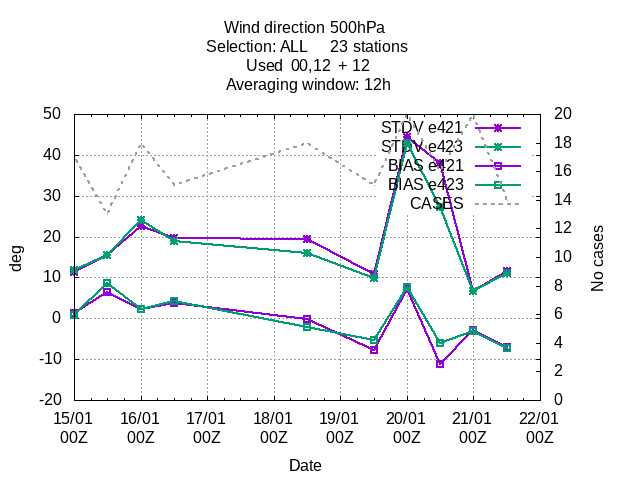 Wind direction 500hPa
Selection: ALL     23 stations
Used  00,12  + 12
Averaging window: 12h
50
40
30
20
10
0
-10
-20
deg
20
18
16
14
12
10
8
6
4
2
0
No cases
STDV e421
STDV e423
BIAS e421
BIAS e423
CASES
15/01 16/01 17/01 18/01 19/01 20/01 21/01 22/01
00Z 00Z 00Z 00Z 00Z 00Z 00Z 00Z
Date